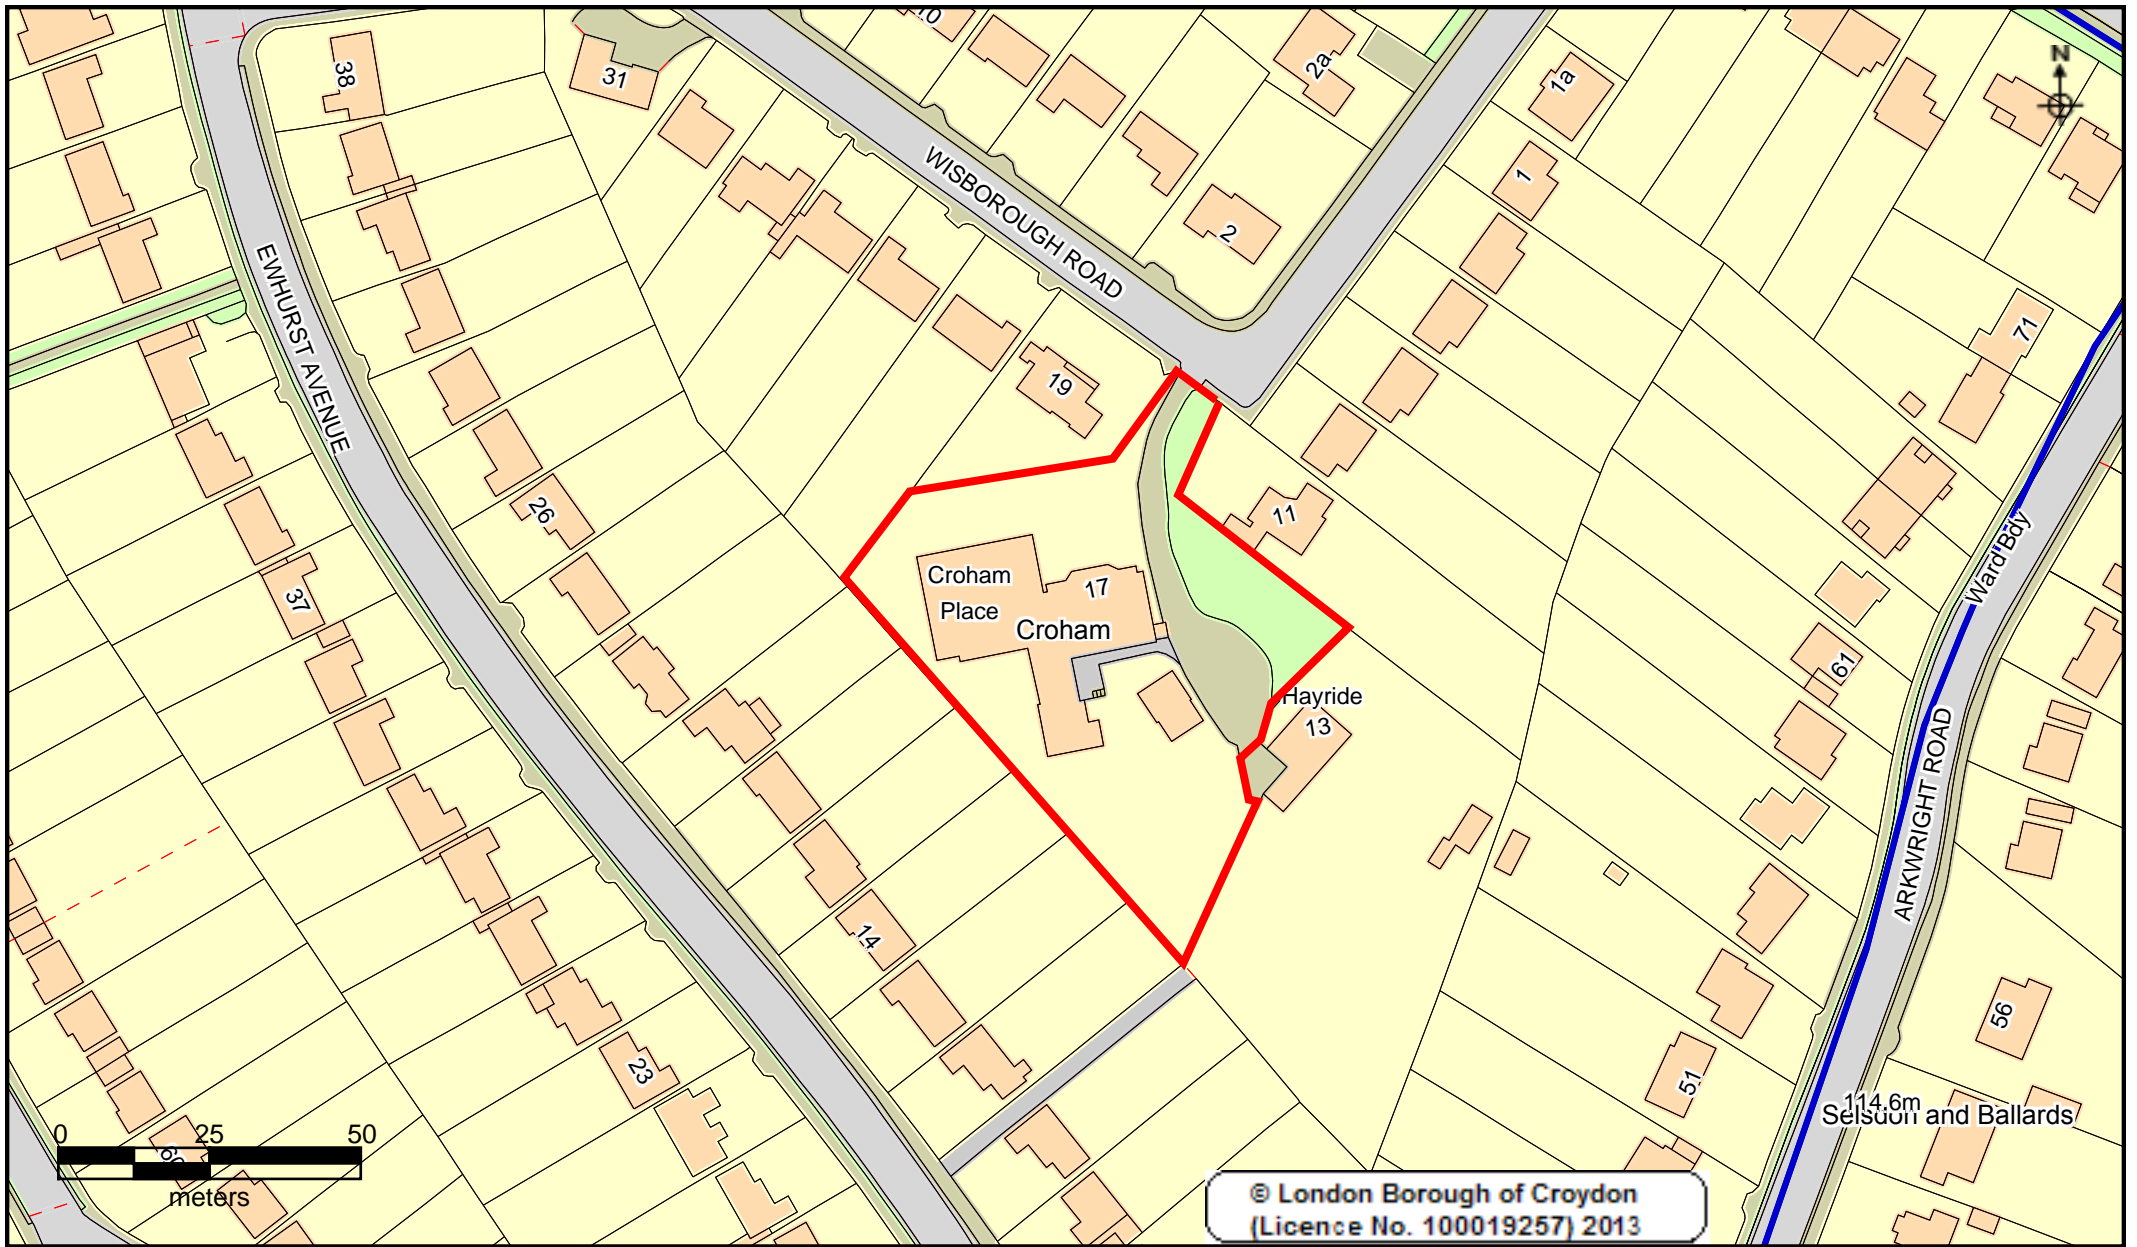 10
38
31
2a
1a
N
1
WISBOROUGH ROAD
2
EWHURST AVENUE
71
19
26
11
Ward Bdy
Croham
Place
17
Croham
37
61
Hayride
13
ARKWRIGHT ROAD
14
56
23
51
114.6m
Selsdon and Ballards
0 25 50
60
meters
© London Borough of Croydon
(Licence No. 100019257) 2013